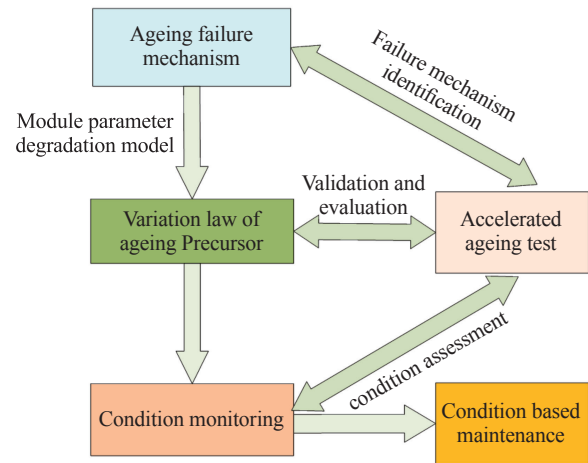 Ageing failure
mechanism
Failure mechanism
identification
Module parameter
degradation model
Validation and
evaluation
Variation law of
ageing Precursor
Accelerated
ageing test
condition assessment
Condition monitoring
Condition based
maintenance